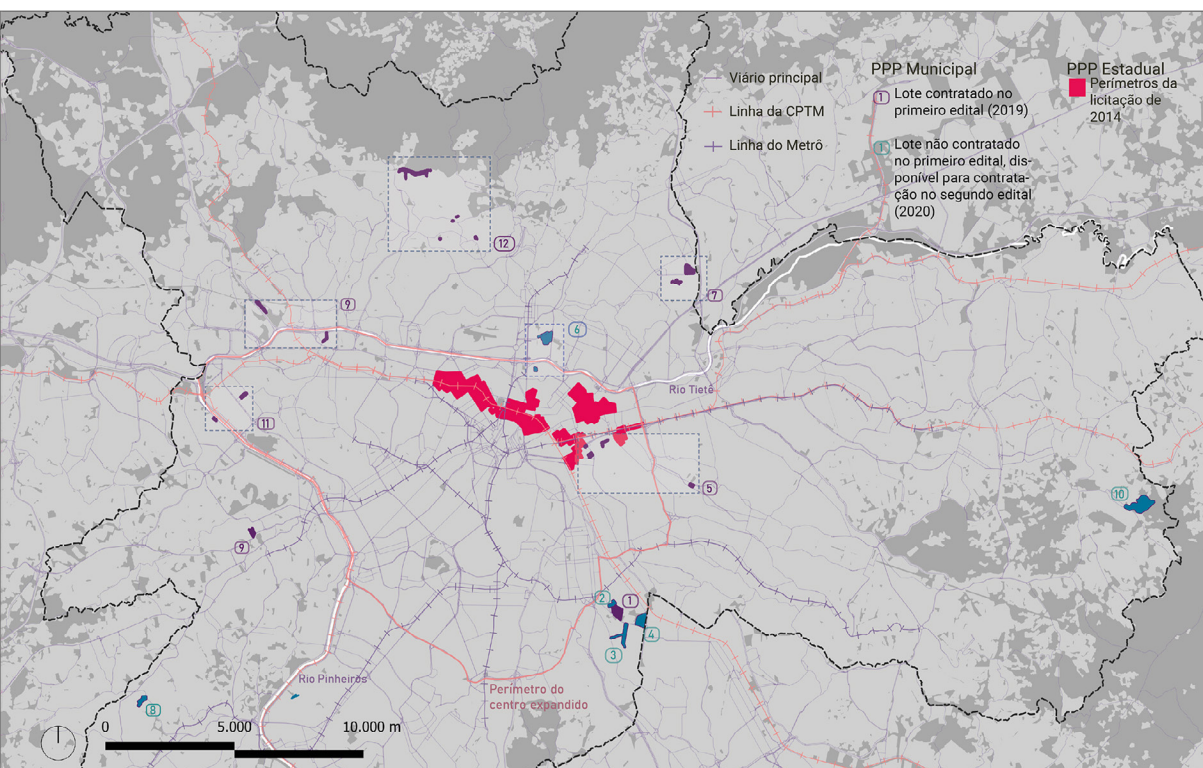 PPP Municipal
PPP Estadual
Viário principal
Linha da CPTM
Linha do Metrô
1
Lote contratado no
primeiro edital (2019)
1
Lote não contratado
no primeiro edital, dis-
ponível para contrata-
ção no segundo edital
(2020)
Perímetros da
licitação de
2014
12
7
9
6
Rio Tietê
11
5
10
9
2
1
4
3
Rio Pinheiros
Perímetro do
centro expandido
8
0
5.000
10.000 m